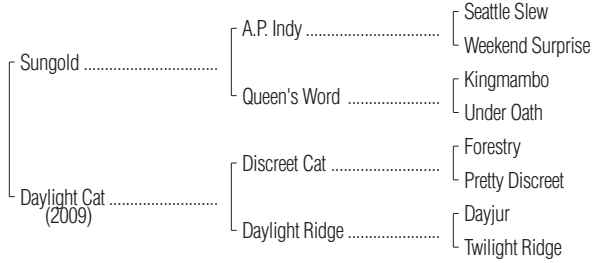 Seattle Slew
A.P. Indy ................................
Weekend Surprise
Sungold ................................
Kingmambo
Queen's Word ......................
Under Oath
Forestry
Discreet Cat ..........................
Pretty Discreet
Daylight Cat ..........................
(2009)
Dayjur
Daylight Ridge ......................
Twilight Ridge